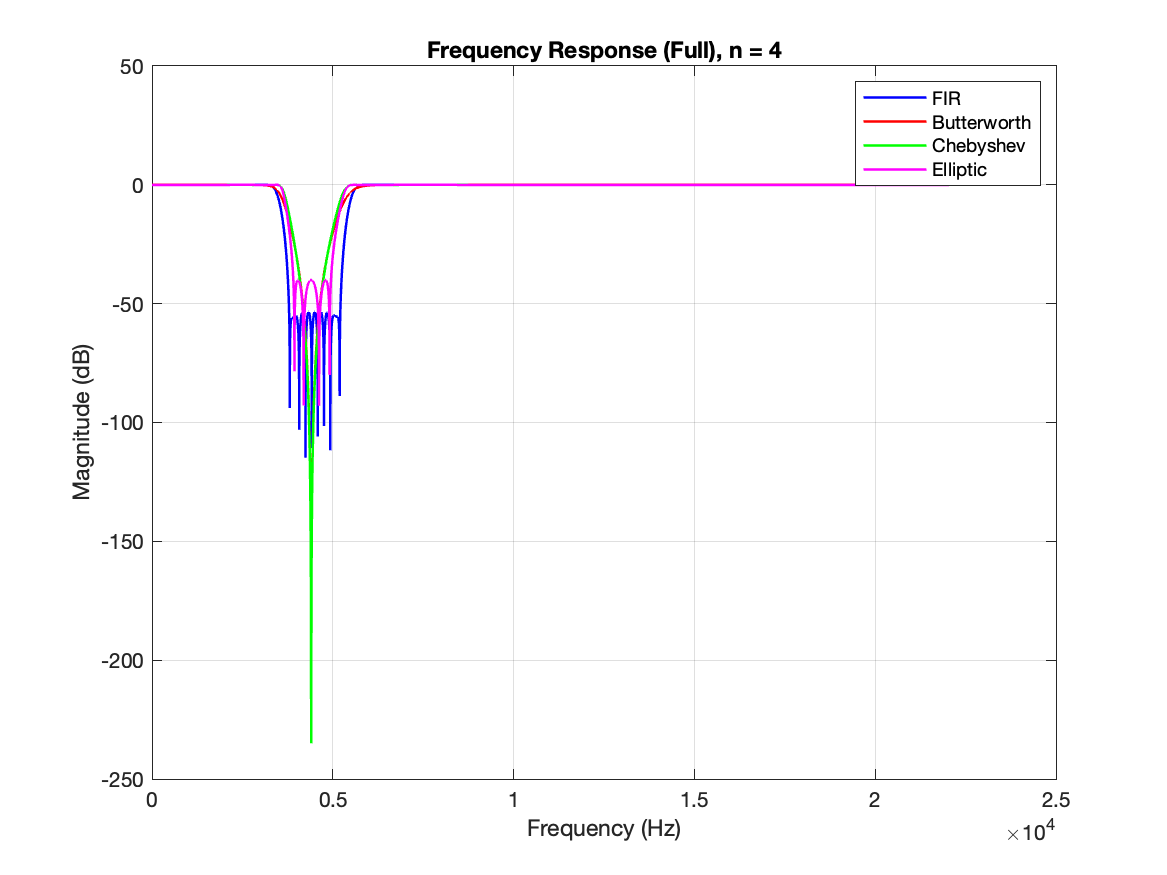 Frequency Response (Full), n = 4
50
0
-50
-100
-150
-200
-250
Magnitude (dB)
FIR
Butterworth
Chebyshev
Elliptic
0
0.5
1
1.5
2
2.5
Frequency (Hz)
×10⁴